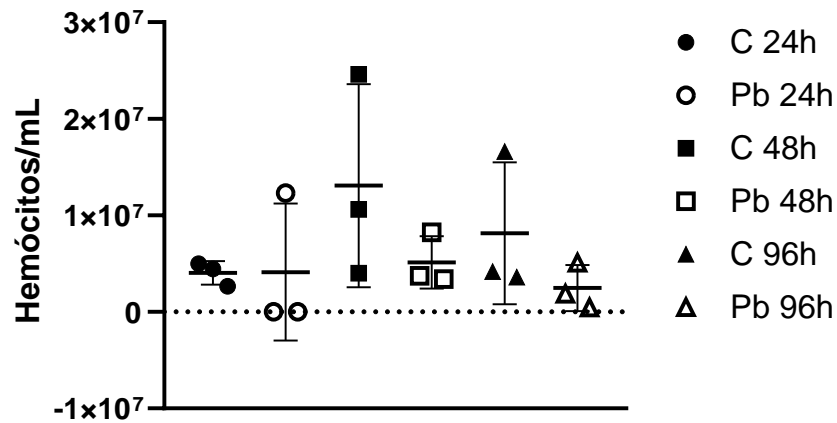 Hemócitos/mL
3×10⁷
2×10⁷
1×10⁷
0
-1×10⁷
C 24h
Pb 24h
C 48h
Pb 48h
C 96h
Pb 96h